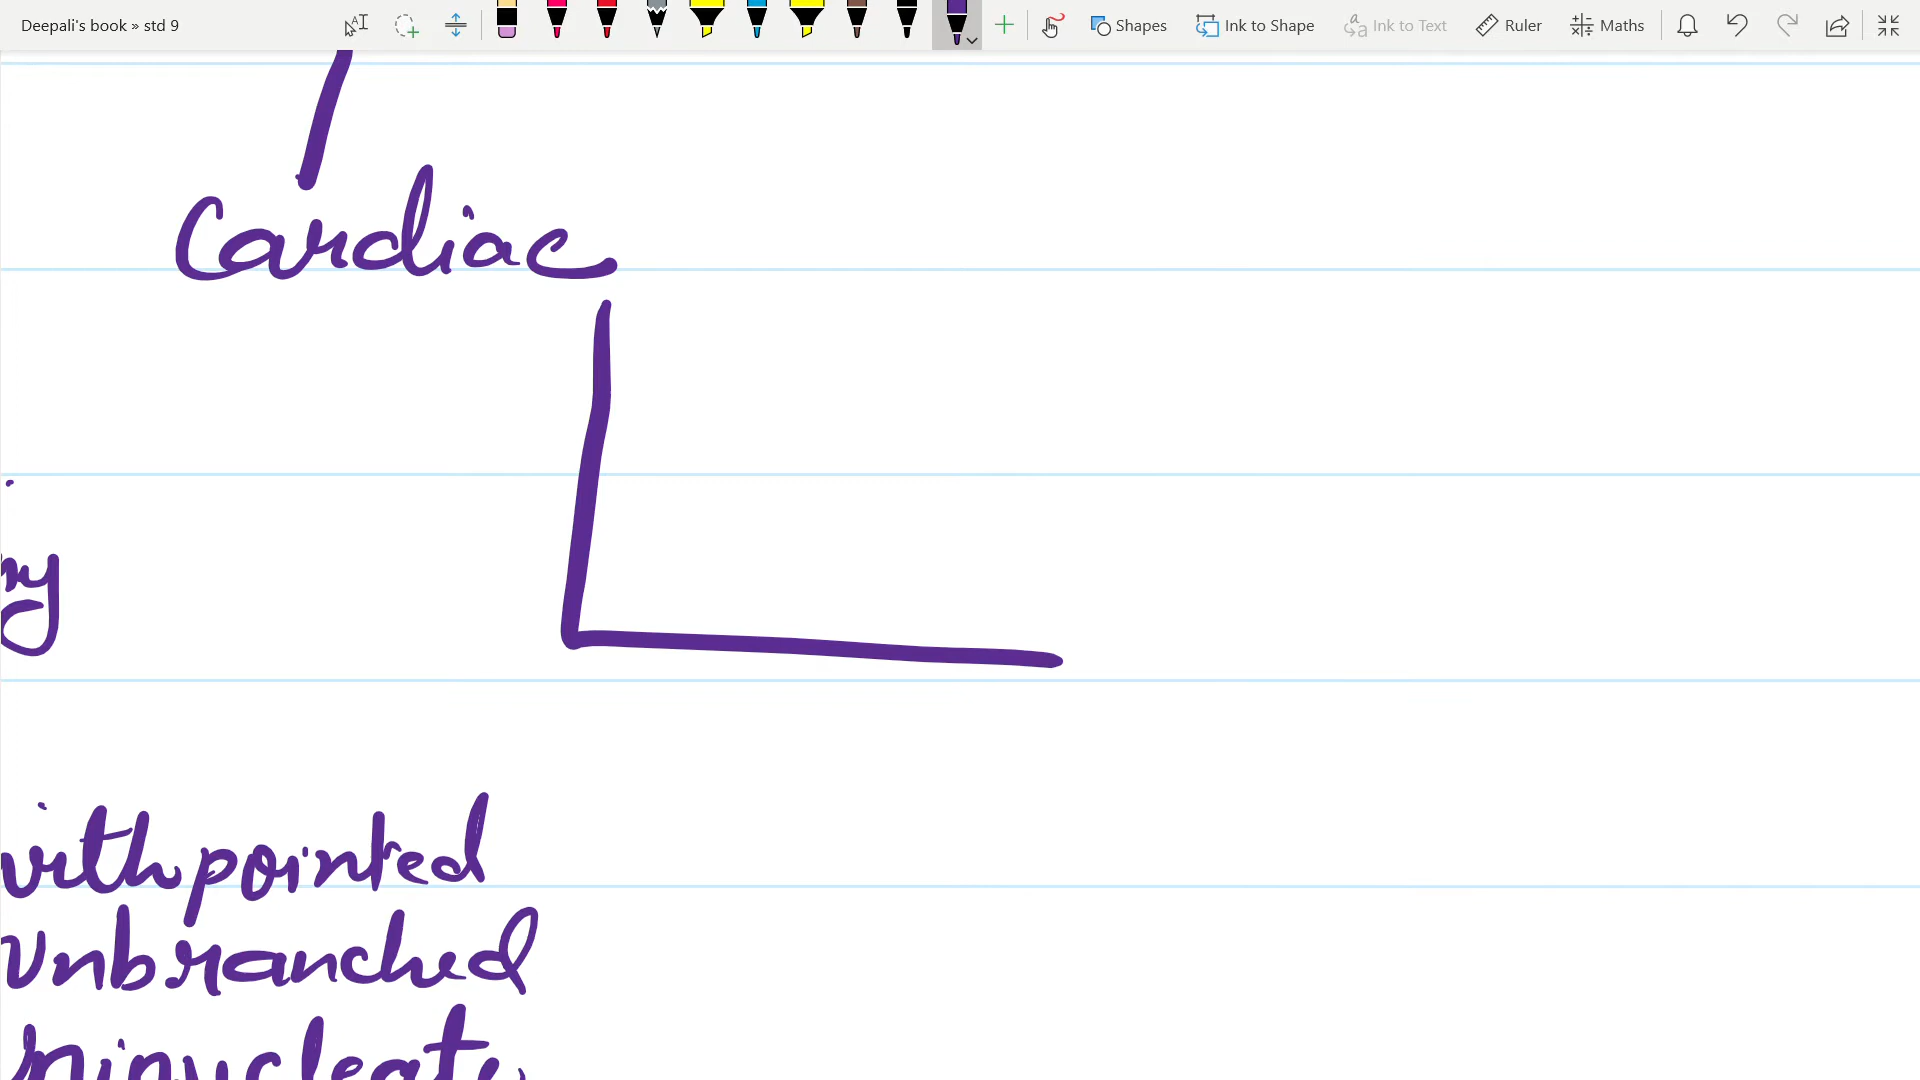 Deepali's book » std 9 Shapes Ink to Shape Ink to Text Ruler Maths
Cardiac
with pointed
Unbranched